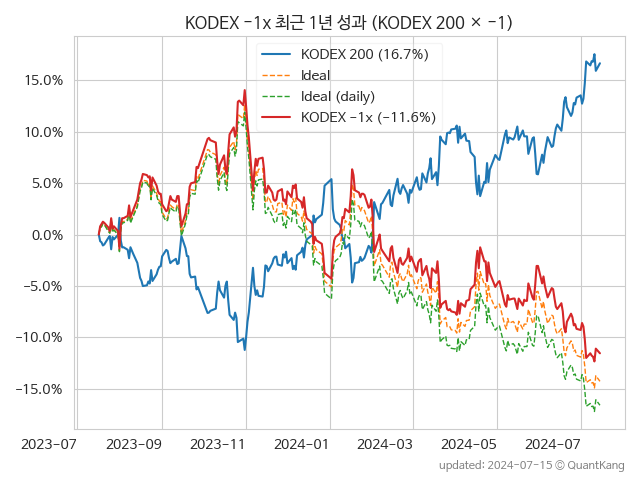 KODEX −1x 최근 1년 성과 (KODEX 200 × −1)
KODEX 200 (16.7%)
Ideal
Ideal (daily)
KODEX −1x (−11.6%)
15.0%
10.0%
5.0%
0.0%
−5.0%
−10.0%
−15.0%
2023-07
2023-09
2023-11
2024-01
2024-03
2024-05
2024-07
updated: 2024-07-15 © QuantKang